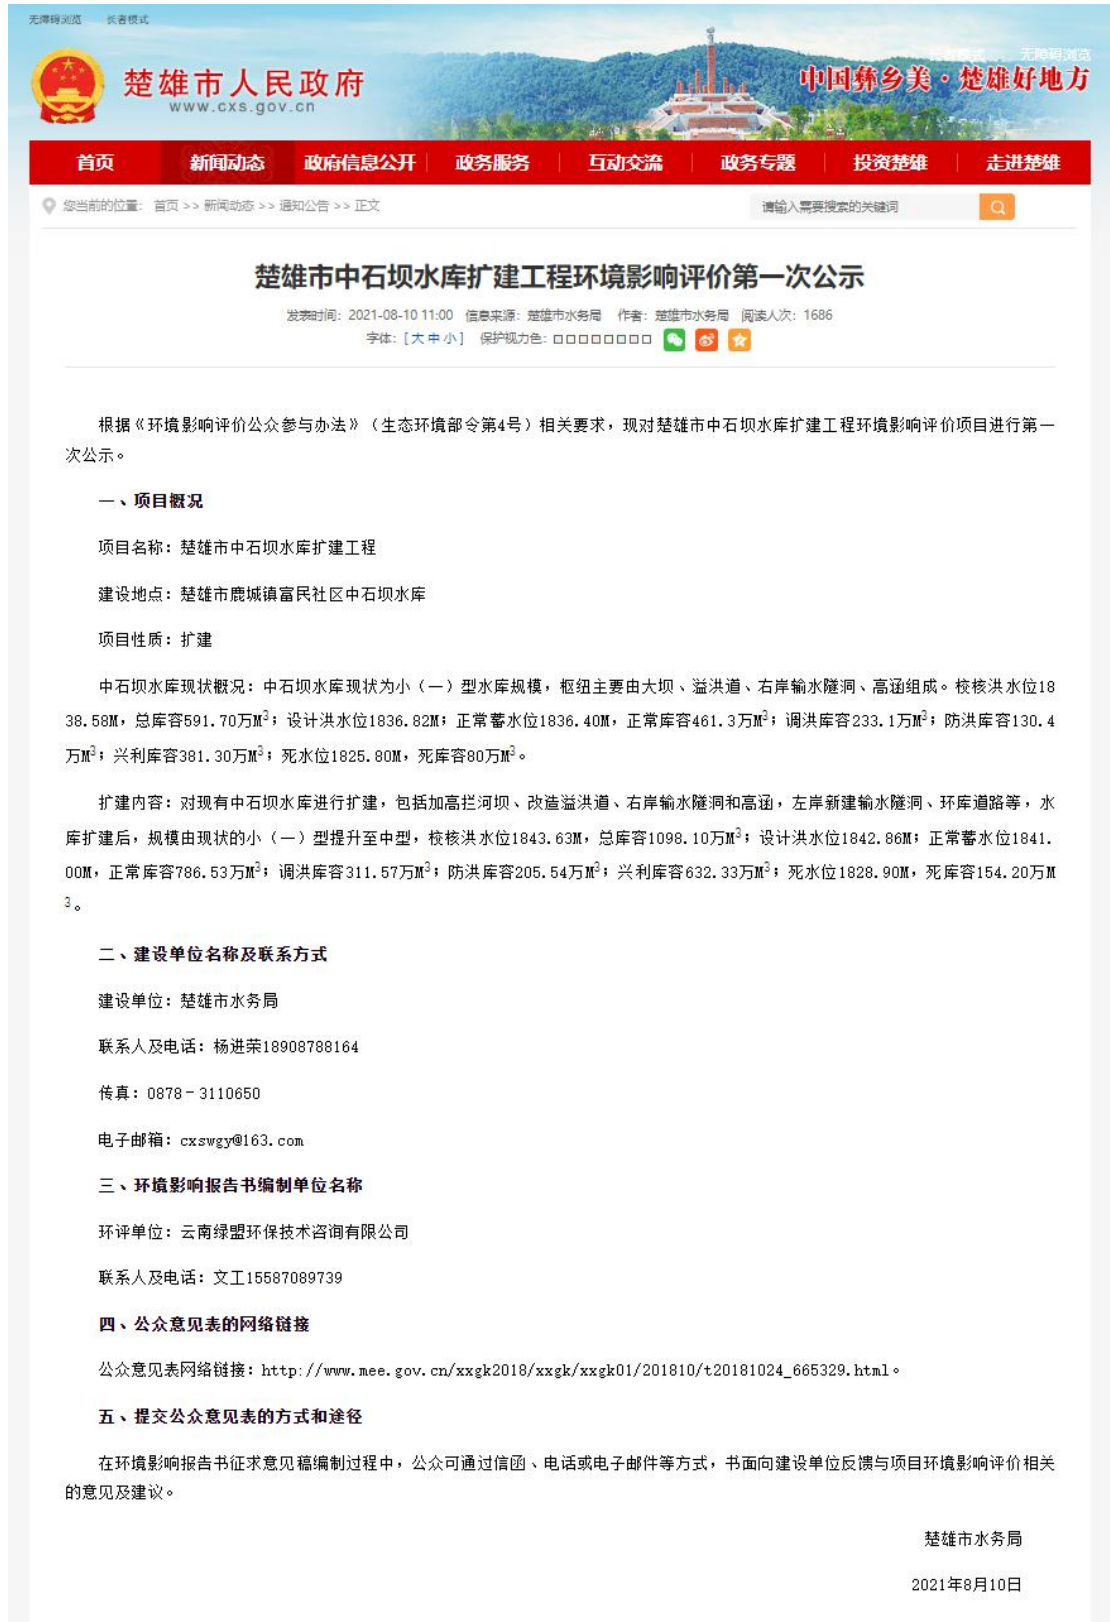 无障碍浏览 长者模式
长者模式 无障碍浏览
楚雄市人民政府
www.cxs.gov.cn
中国彝乡美·楚雄好地方
首页 新闻动态 政府信息公开 政务服务 互动交流 政务专题 投资楚雄 走进楚雄
您当前的位置： 首页 >> 新闻动态 >> 通知公告 >> 正文 请输入需要搜索的关键词
楚雄市中石坝水库扩建工程环境影响评价第一次公示
发表时间：2021-08-10 11:00 信息来源：楚雄市水务局 作者：楚雄市水务局 阅读人次：1686
字体：[ 大 中 小 ] 保护视力色：
根据《环境影响评价公众参与办法》（生态环境部令第4号）相关要求，现对楚雄市中石坝水库扩建工程环境影响评价项目进行第一
次公示。
一、项目概况
项目名称：楚雄市中石坝水库扩建工程
建设地点：楚雄市鹿城镇富民社区中石坝水库
项目性质：扩建
中石坝水库现状概况：中石坝水库现状为小（一）型水库规模，枢纽主要由大坝、溢洪道、右岸输水隧洞、高涵组成。校核洪水位18
38.58M，总库容591.70万M³；设计洪水位1836.82M；正常蓄水位1836.40M，正常库容461.3万M³；调洪库容233.1万M³；防洪库容130.4
万M³；兴利库容381.30万M³；死水位1825.80M，死库容80万M³。
扩建内容：对现有中石坝水库进行扩建，包括加高拦河坝、改造溢洪道、右岸输水隧洞和高涵，左岸新建输水隧洞、环库道路等，水
库扩建后，规模由现状的小（一）型提升至中型，校核洪水位1843.63M，总库容1098.10万M³；设计洪水位1842.86M；正常蓄水位1841.
00M，正常库容786.53万M³；调洪库容311.57万M³；防洪库容205.54万M³；兴利库容632.33万M³；死水位1828.90M，死库容154.20万M
³。
二、建设单位名称及联系方式
建设单位：楚雄市水务局
联系人及电话：杨进荣18908788164
传真：0878－3110650
电子邮箱：cxswgy@163.com
三、环境影响报告书编制单位名称
环评单位：云南绿盟环保技术咨询有限公司
联系人及电话：文工15587089739
四、公众意见表的网络链接
公众意见表网络链接：http://www.mee.gov.cn/xxgk2018/xxgk/xxgk01/201810/t20181024_665329.html。
五、提交公众意见表的方式和途径
在环境影响报告书征求意见稿编制过程中，公众可通过信函、电话或电子邮件等方式，书面向建设单位反馈与项目环境影响评价相关
的意见及建议。
楚雄市水务局
2021年8月10日